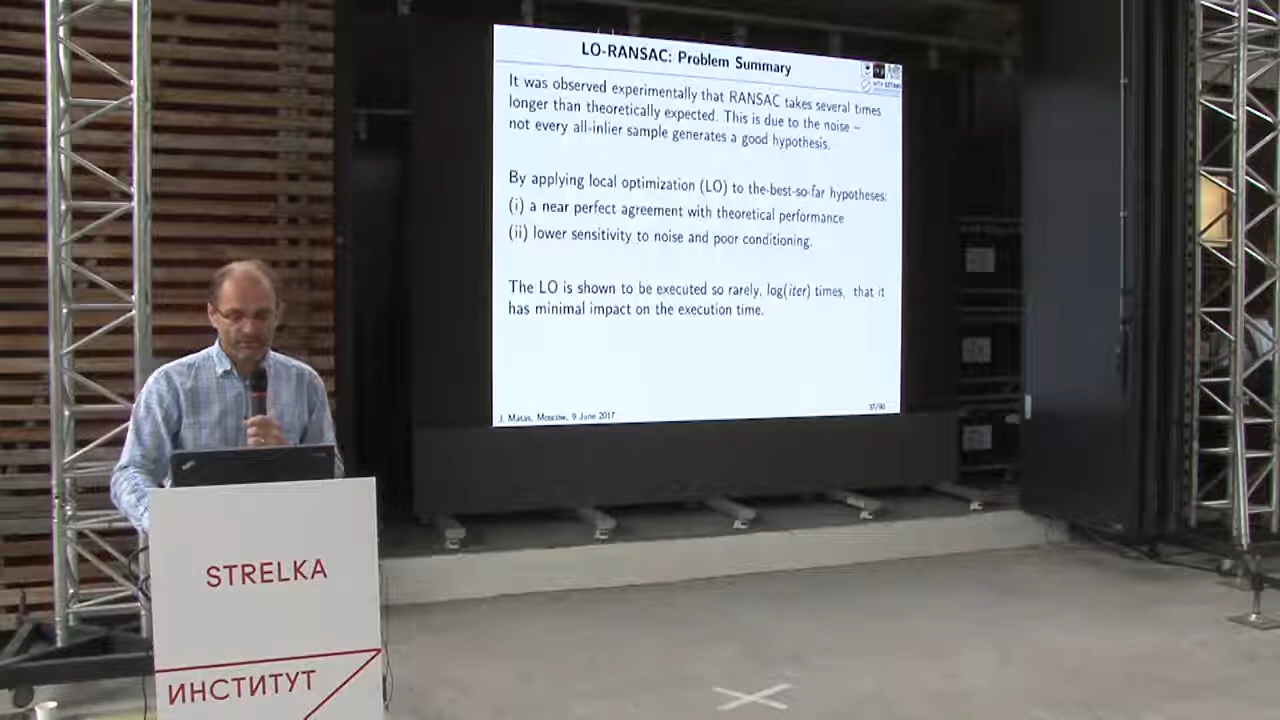 LO-RANSAC: Problem Summary
It was observed experimentally that RANSAC takes several times
longer than theoretically expected. This is due to the noise –
not every all-inlier sample generates a good hypothesis.
By applying local optimization (LO) to the-best-so-far hypotheses:
(i) a near perfect agreement with theoretical performance
(ii) lower sensitivity to noise and poor conditioning.
The LO is shown to be executed so rarely, log(iter) times, that it
has minimal impact on the execution time.
J. Matas, Moscow, 9 June 2017
37/90
STRELKA
ИНСТИТУТ